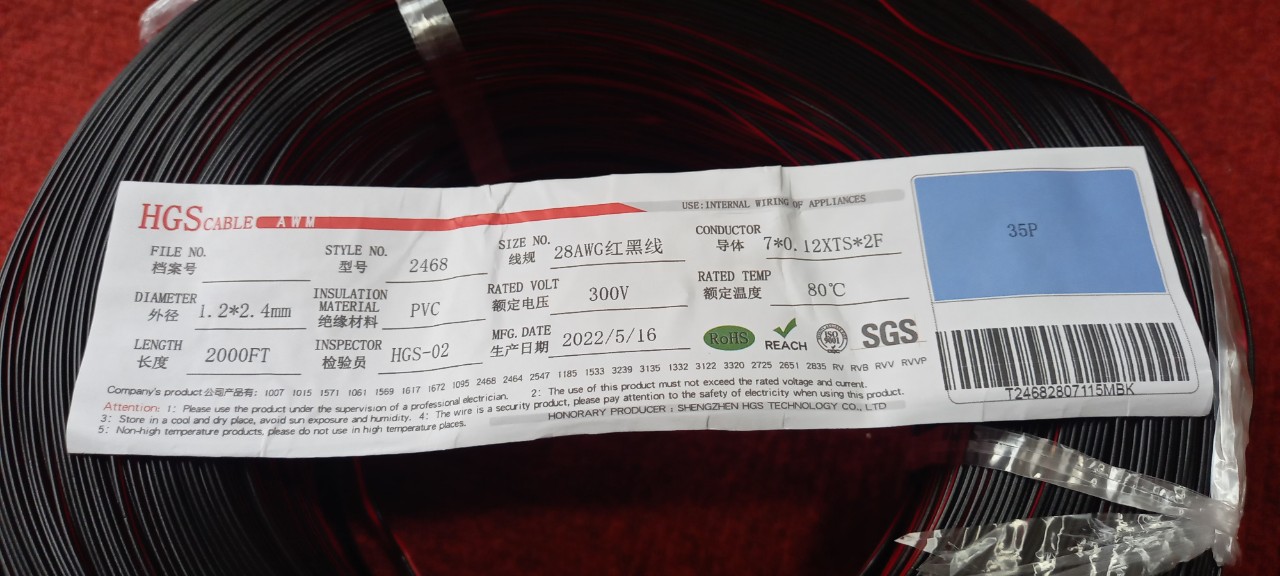 HGS CABLE AWM
USE:INTERNAL WIRING OF APPLIANCES
FILE NO.
档案号
STYLE NO.
型号 2468
SIZE NO.
线规 28AWG红黑线
CONDUCTOR
导体 7*0.12XTS*2F
DIAMETER
外径 1.2*2.4mm
INSULATION
MATERIAL
绝缘材料 PVC
RATED VOLT
额定电压 300V
RATED TEMP
额定温度 80℃
LENGTH
长度 2000FT
INSPECTOR
检验员 HGS-02
MFG.DATE
生产日期 2022/5/16
RoHS REACH ISO 9001 SGS
35P
T24682807115MBK
Company's product公司产品有: 1007 1015 1571 1061 1569 1617 1672 1095 2468 2464 2547 1185 1533 3239 3135 1332 3122 3320 2725 2651 2835 RV RVB RVV RVVP
Attention: 1: Please use the product under the supervision of a professional electrician. 2: The use of this product must not exceed the rated voltage and current.
3: Store in a cool and dry place, avoid sun exposure and humidity. 4: The wire is a security product, please pay attention to the safety of electricity when using this product.
5: Non-high temperature products, please do not use in high temperature places.
HONORARY PRODUCER : SHENGZHEN HGS TECHNOLOGY CO., LTD